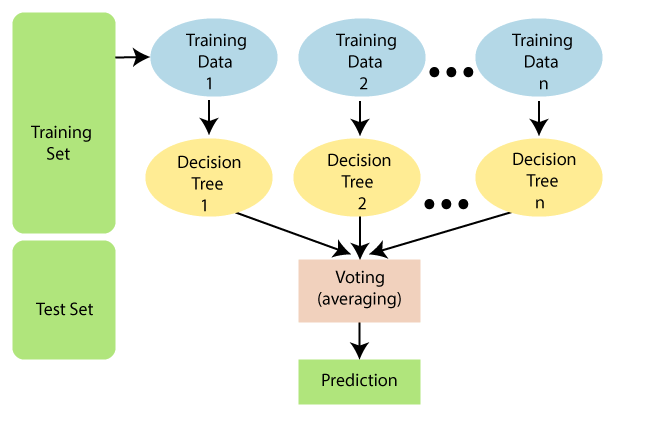 Training
Set
Training
Data
1
Training
Data
2
Training
Data
n
Decision
Tree
1
Decision
Tree
2
Decision
Tree
n
Test Set
Voting
(averaging)
Prediction